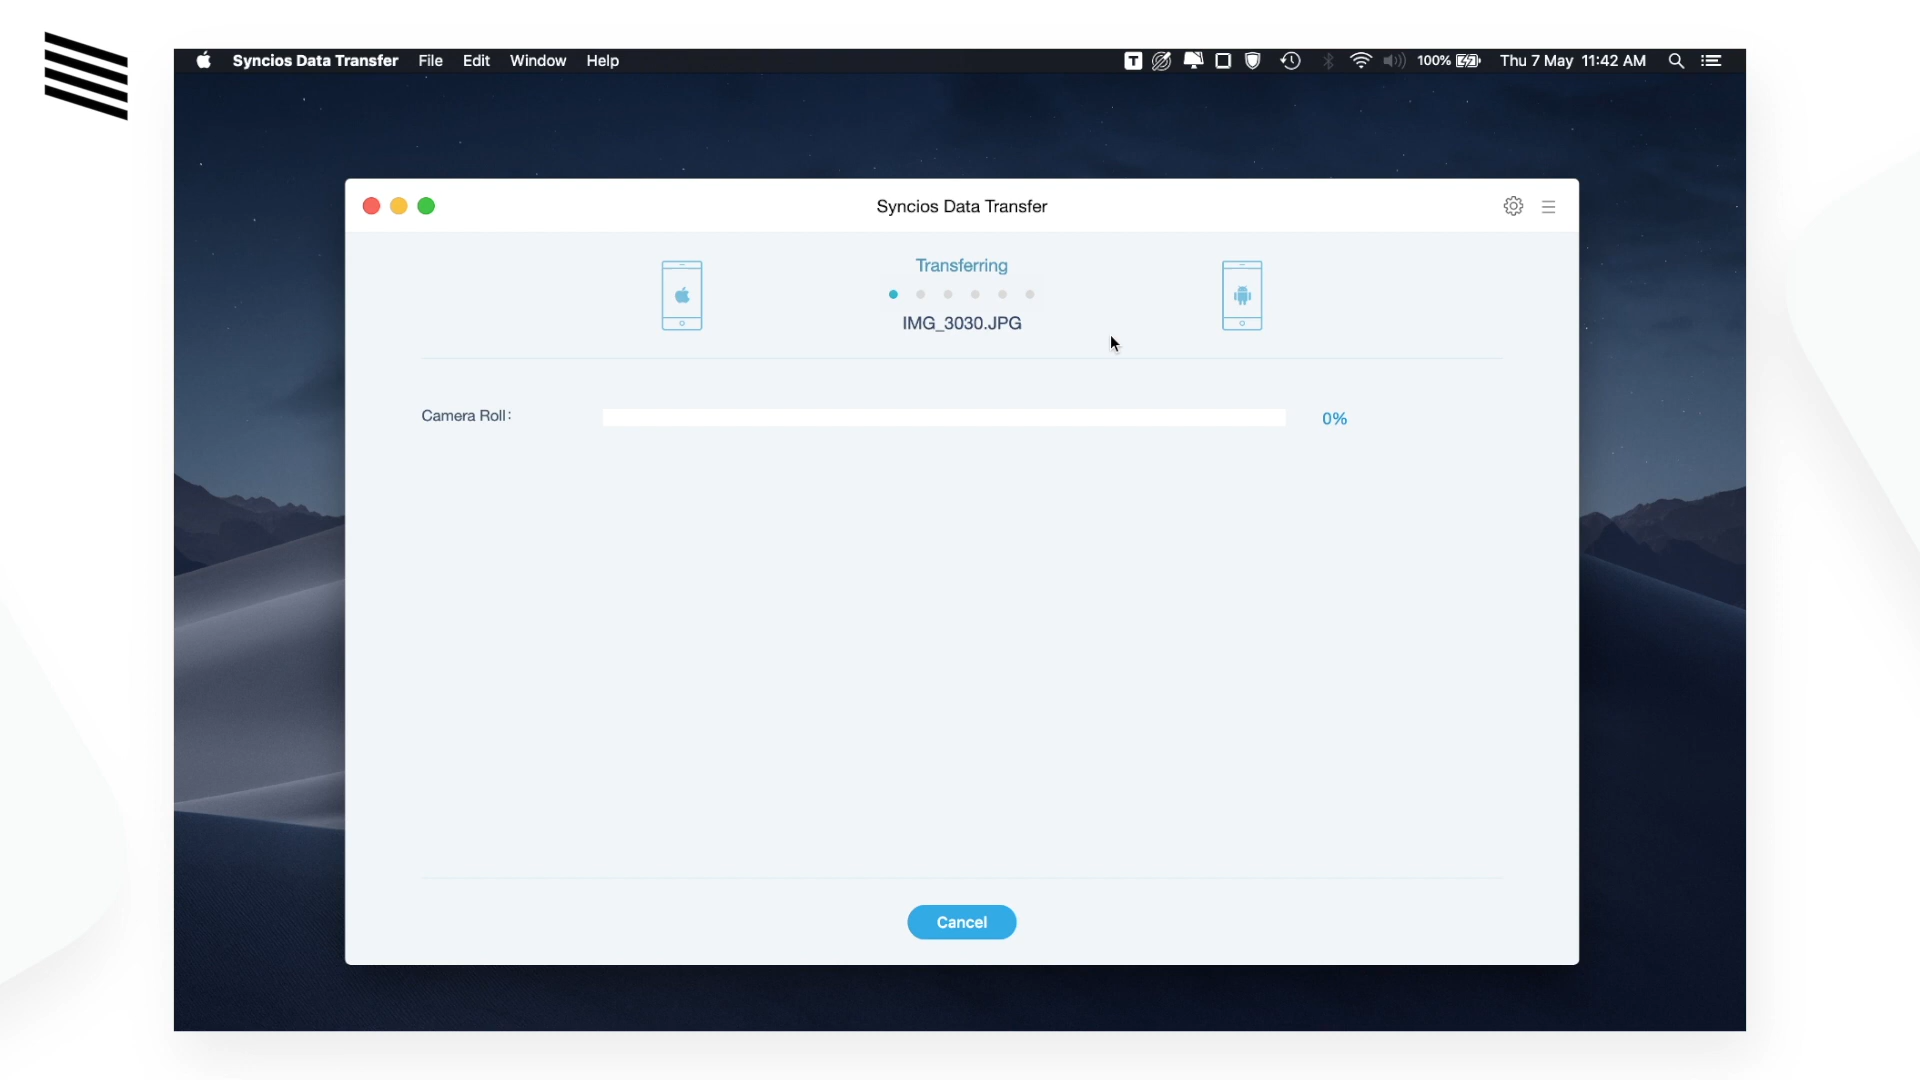 Syncios Data Transfer File Edit Window Help T 100% Thu 7 May 11:42 AM
Syncios Data Transfer
Transferring
IMG_3030.JPG
Camera Roll: 0%
Cancel